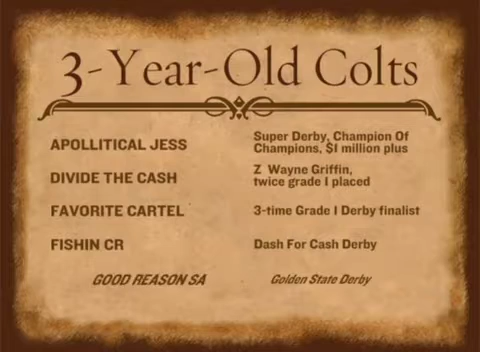 3-Year-Old Colts
APOLLITICAL JESS
Super Derby, Champion Of
Champions, $1 million plus
DIVIDE THE CASH
Z Wayne Griffin,
twice grade 1 placed
FAVORITE CARTEL
3-time Grade 1 Derby finalist
FISHIN CR
Dash For Cash Derby
GOOD REASON SA
Golden State Derby